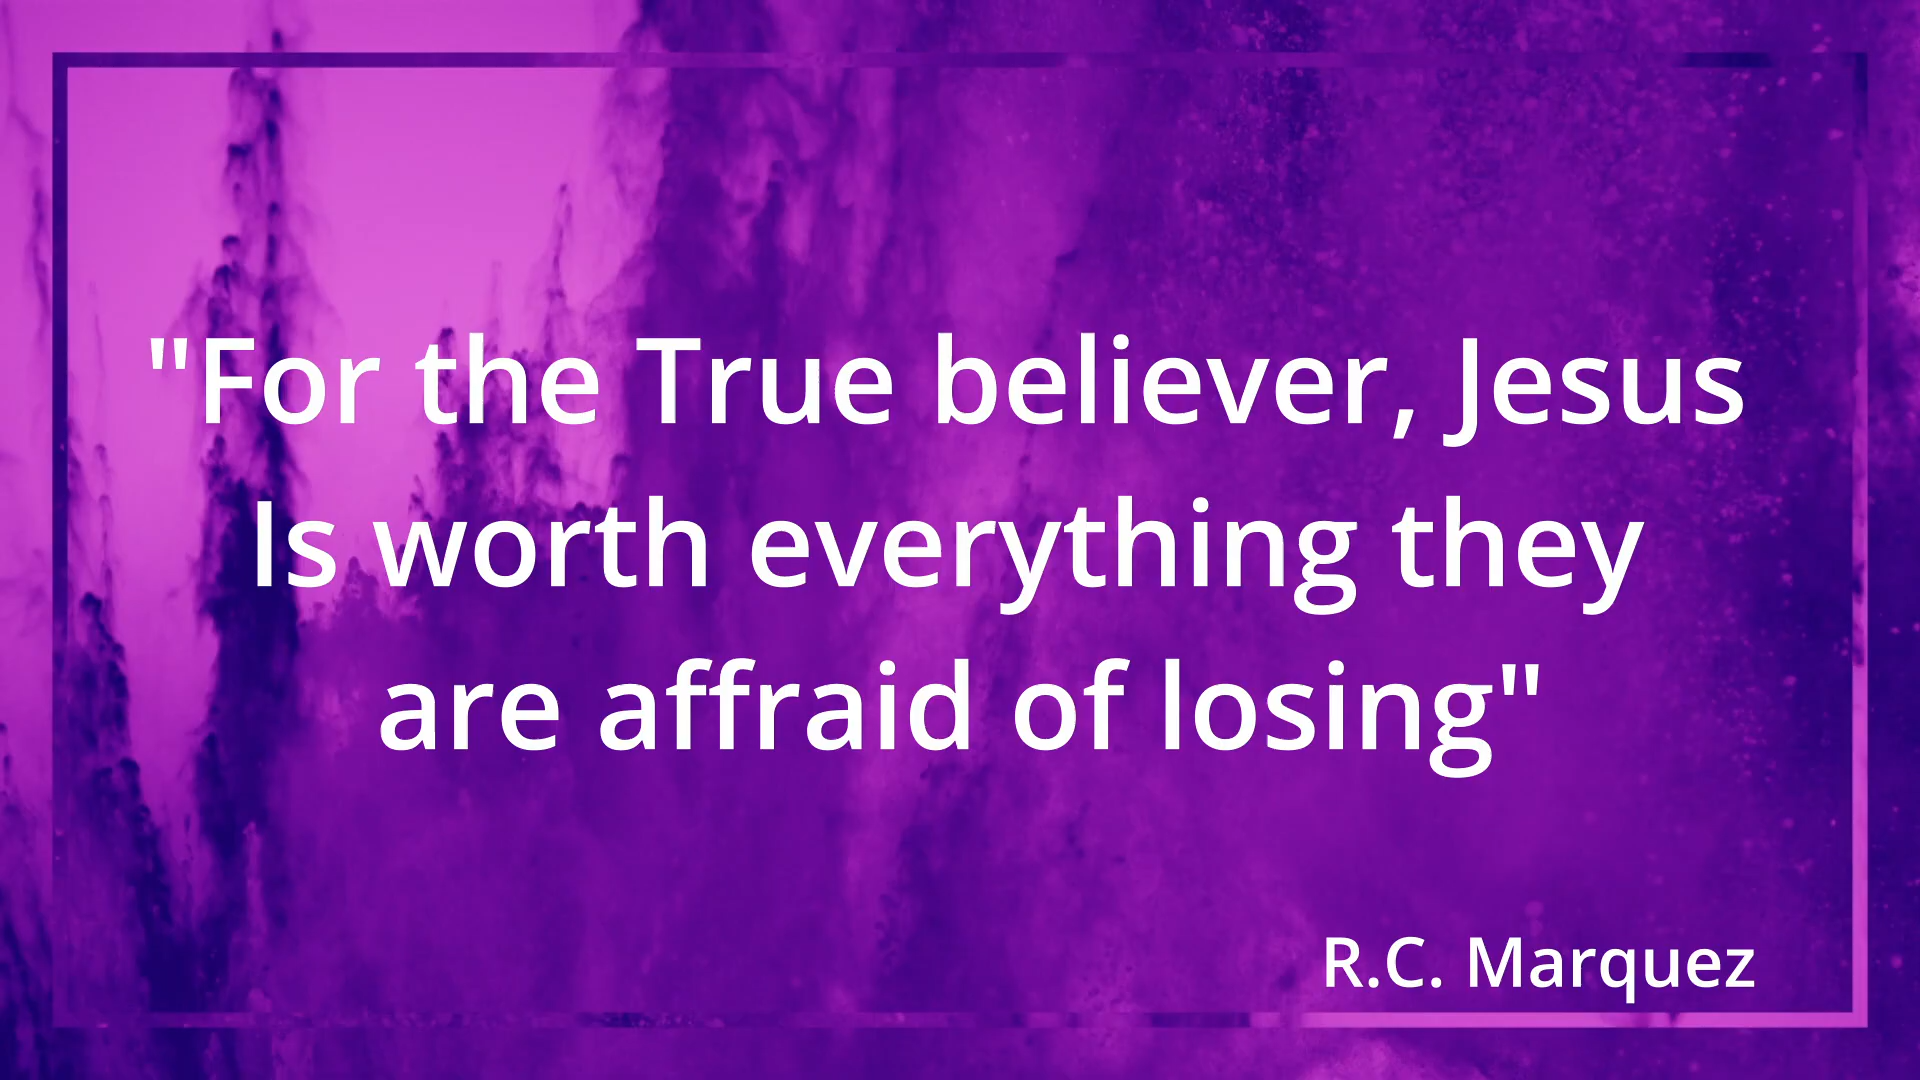 "For the True believer, Jesus
Is worth everything they
are affraid of losing"
R.C. Marquez